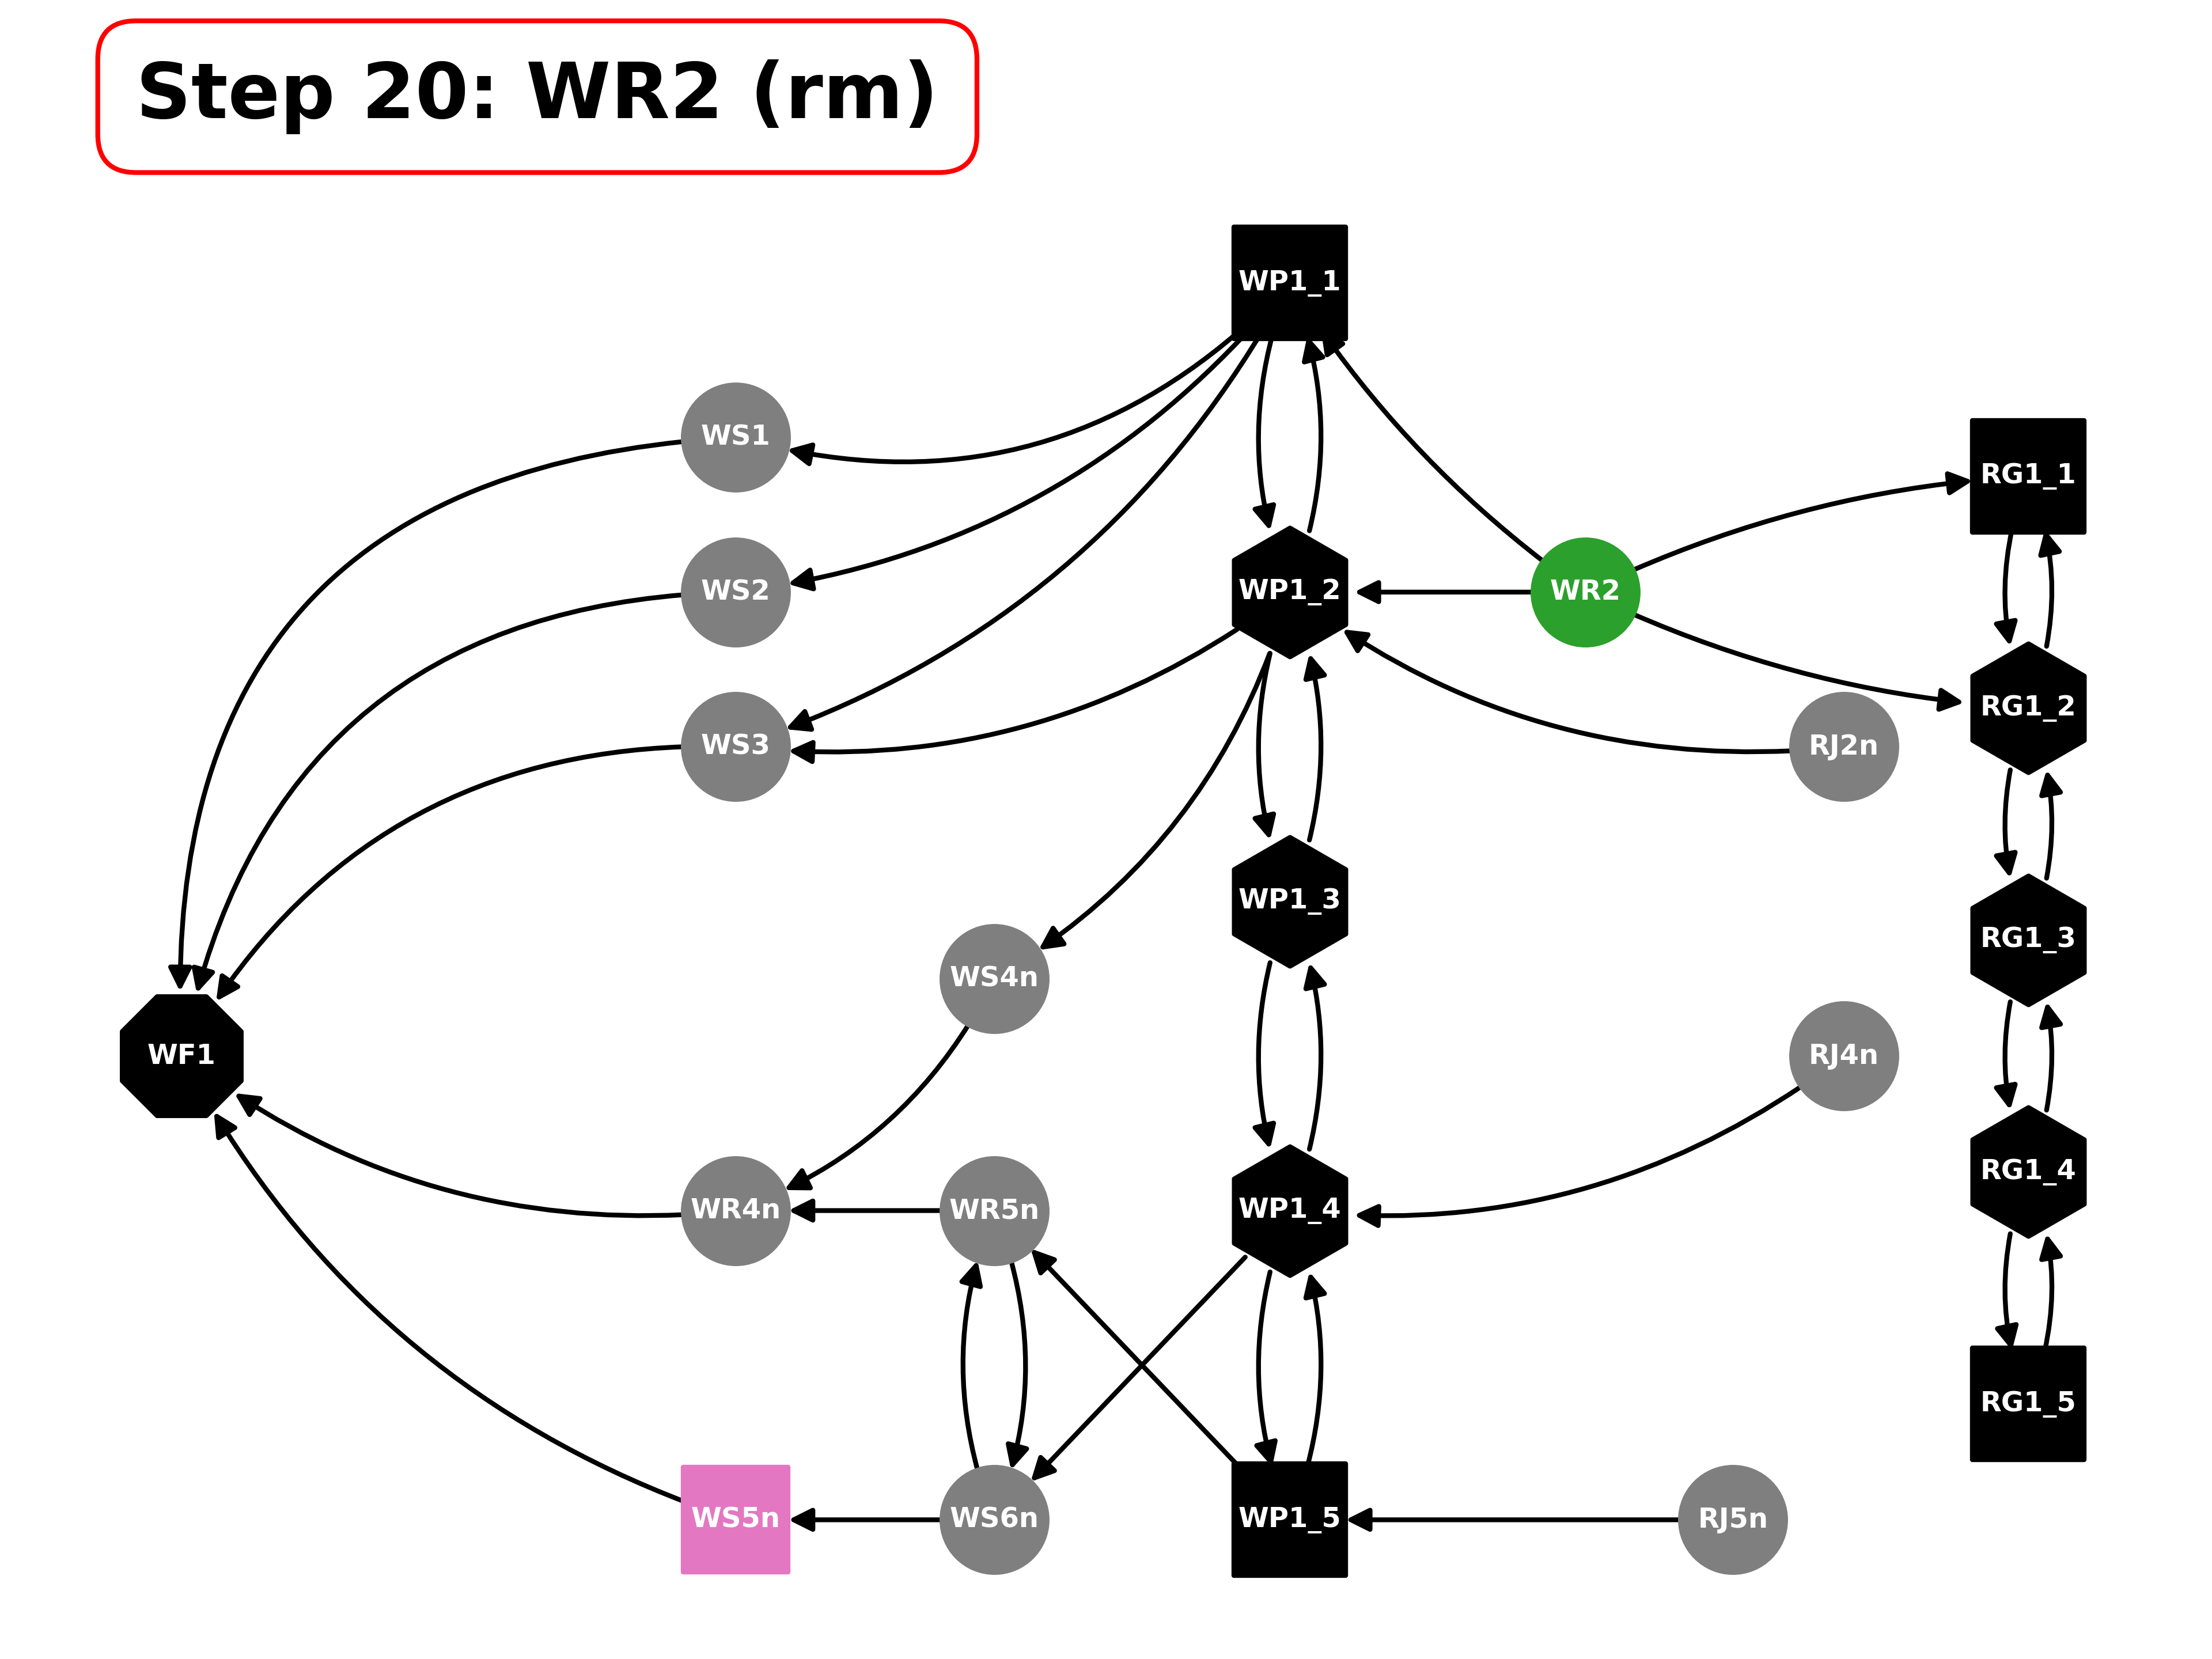 Step 20: WR2 (rm)
WP1_1
WS1
RG1_1
WS2
WP1_2
WR2
RG1_2
WS3
RJ2n
WP1_3
RG1_3
WS4n
WF1
RJ4n
RG1_4
WR4n
WR5n
WP1_4
RG1_5
WS5n
WS6n
WP1_5
RJ5n